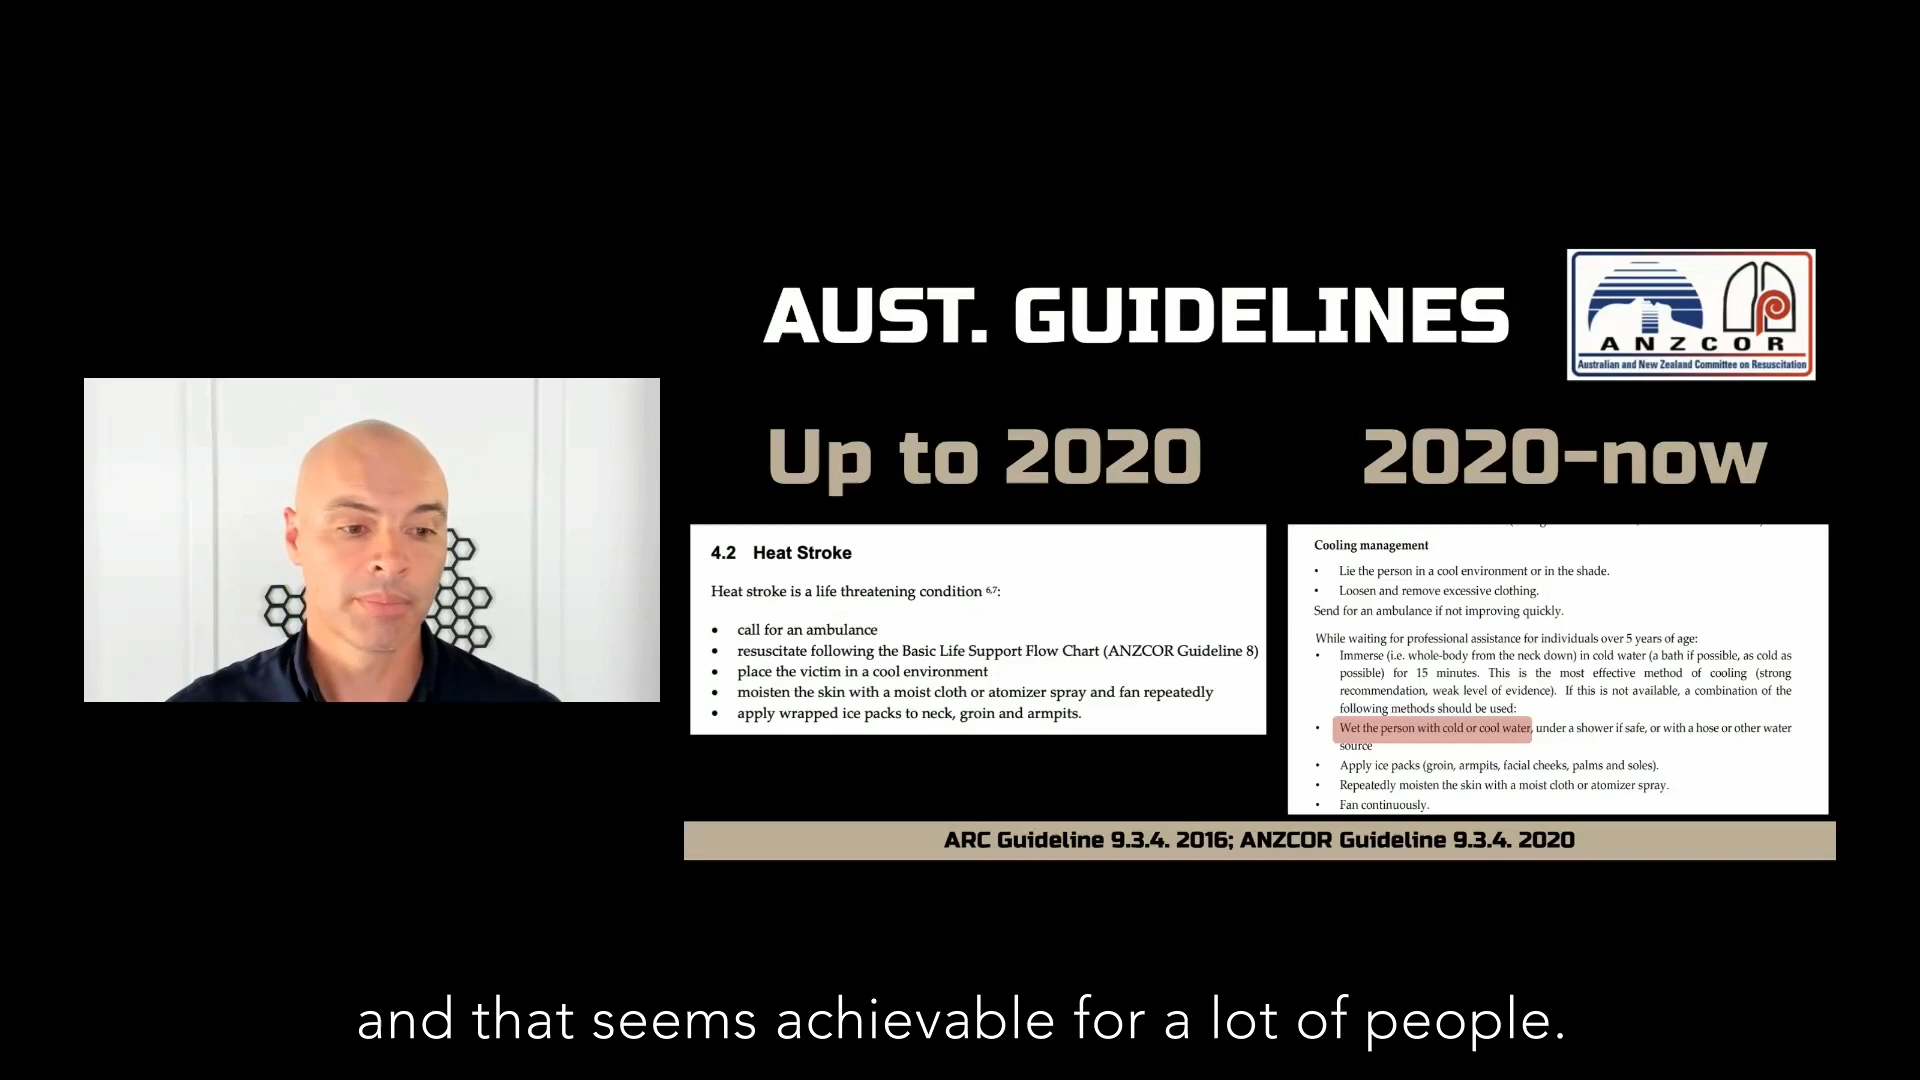 AUST. GUIDELINES
ANZCOR
Australian and New Zealand Committee on Resuscitation
Up to 2020
2020-now
4.2 Heat Stroke
Heat stroke is a life threatening condition 6,7:
• call for an ambulance
• resuscitate following the Basic Life Support Flow Chart (ANZCOR Guideline 8)
• place the victim in a cool environment
• moisten the skin with a moist cloth or atomizer spray and fan repeatedly
• apply wrapped ice packs to neck, groin and armpits.
Cooling management
• Lie the person in a cool environment or in the shade.
• Loosen and remove excessive clothing.
Send for an ambulance if not improving quickly.
While waiting for professional assistance for individuals over 5 years of age:
• Immerse (i.e. whole-body from the neck down) in cold water (a bath if possible, as cold as
possible) for 15 minutes. This is the most effective method of cooling (strong
recommendation, weak level of evidence). If this is not available, a combination of the
following methods should be used:
• Wet the person with cold or cool water, under a shower if safe, or with a hose or other water
source
• Apply ice packs (groin, armpits, facial cheeks, palms and soles).
• Repeatedly moisten the skin with a moist cloth or atomizer spray.
• Fan continuously.
ARC Guideline 9.3.4. 2016; ANZCOR Guideline 9.3.4. 2020
and that seems achievable for a lot of people.